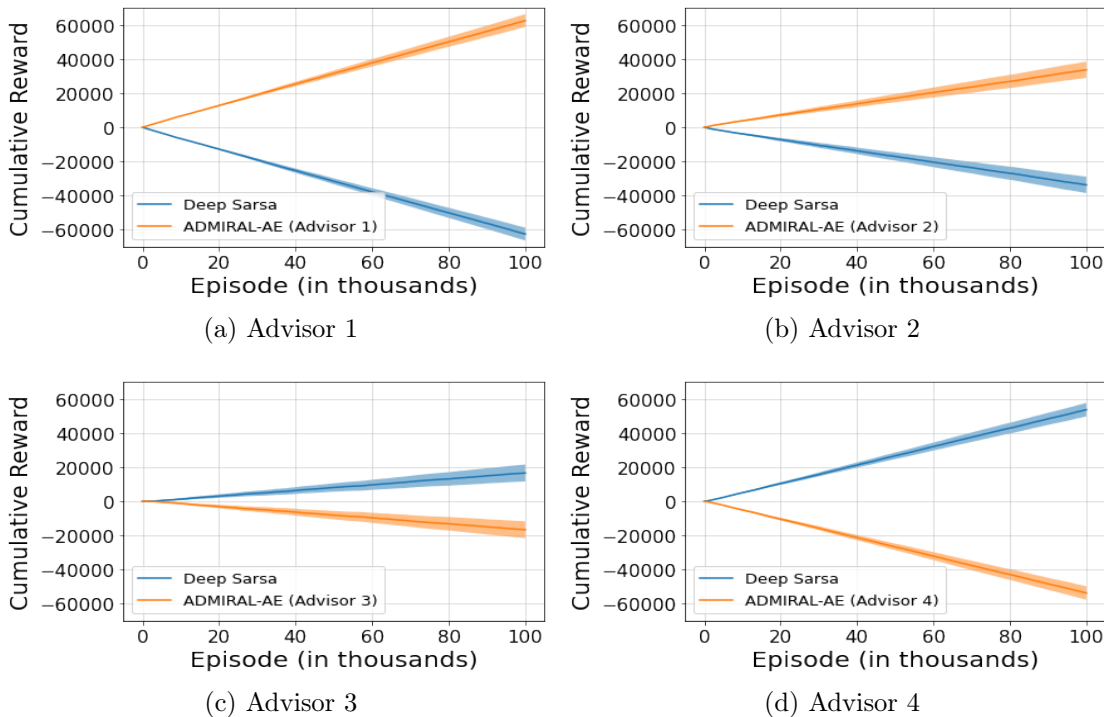 60000
40000
20000
0
−20000
−40000
−60000
Cumulative Reward
Deep Sarsa
ADMIRAL-AE (Advisor 1)
0 20 40 60 80 100
Episode (in thousands)
(a) Advisor 1
60000
40000
20000
0
−20000
−40000
−60000
Cumulative Reward
Deep Sarsa
ADMIRAL-AE (Advisor 2)
0 20 40 60 80 100
Episode (in thousands)
(b) Advisor 2
60000
40000
20000
0
−20000
−40000
−60000
Cumulative Reward
Deep Sarsa
ADMIRAL-AE (Advisor 3)
0 20 40 60 80 100
Episode (in thousands)
(c) Advisor 3
60000
40000
20000
0
−20000
−40000
−60000
Cumulative Reward
Deep Sarsa
ADMIRAL-AE (Advisor 4)
0 20 40 60 80 100
Episode (in thousands)
(d) Advisor 4